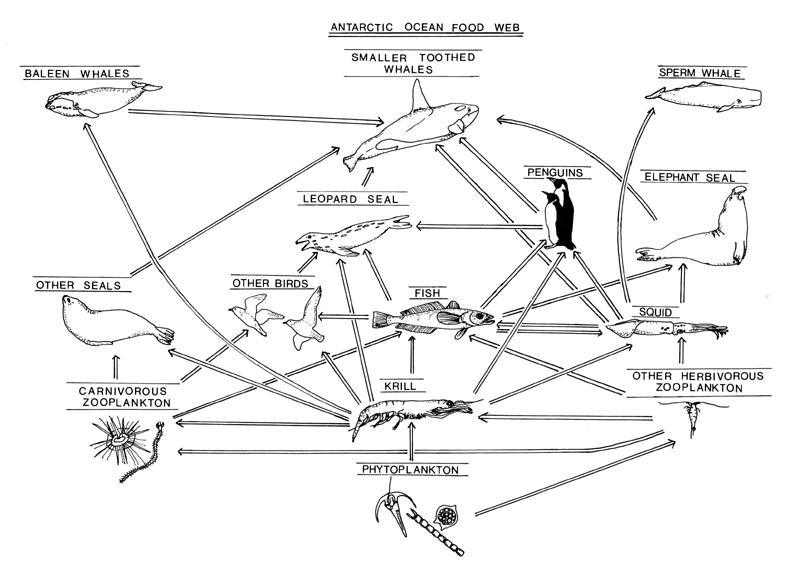 ANTARCTIC OCEAN FOOD WEB
SMALLER TOOTHED
WHALES
BALEEN WHALES
SPERM WHALE
PENGUINS
ELEPHANT SEAL
LEOPARD SEAL
OTHER SEALS
OTHER BIRDS
FISH
SQUID
CARNIVOROUS
ZOOPLANKTON
KRILL
OTHER HERBIVOROUS
ZOOPLANKTON
PHYTOPLANKTON